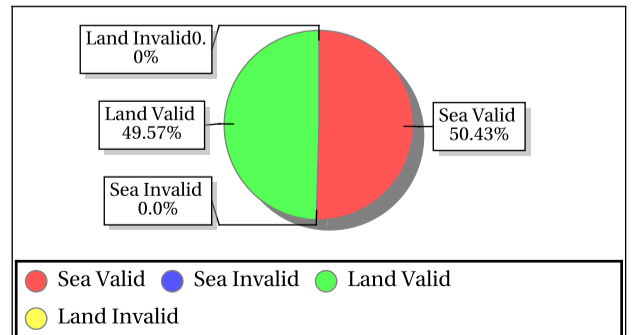 Land Invalid0.
0%
Land Valid
49.57%
Sea Valid
50.43%
Sea Invalid
0.0%
Sea Valid Sea Invalid Land Valid
Land Invalid